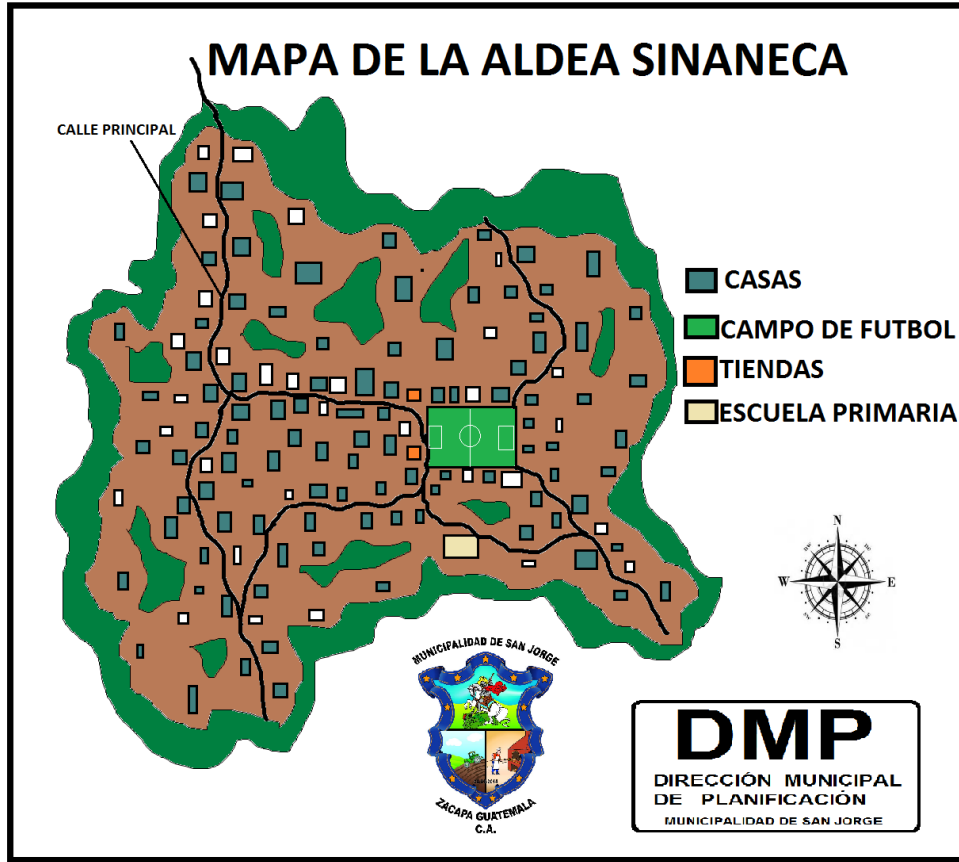 MAPA DE LA ALDEA SINANECA
CALLE PRINCIPAL
CASAS
CAMPO DE FUTBOL
TIENDAS
ESCUELA PRIMARIA
N
W E
S
MUNICIPALIDAD DE SAN JORGE
ZACAPA GUATEMALA
C.A.
DMP
DIRECCIÓN MUNICIPAL
DE PLANIFICACIÓN
MUNICIPALIDAD DE SAN JORGE